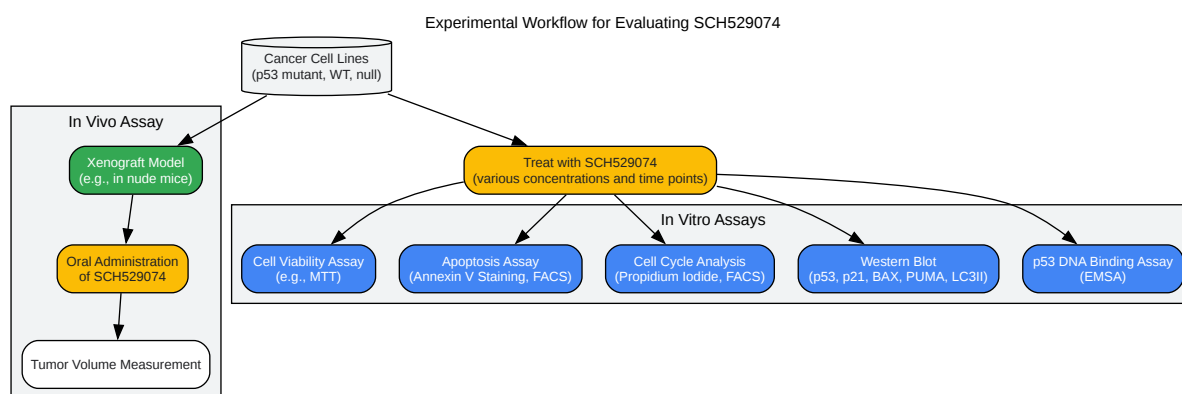 Experimental Workflow for Evaluating SCH529074
Cancer Cell Lines
(p53 mutant, WT, null)
In Vivo Assay
Xenograft Model
(e.g., in nude mice)
Treat with SCH529074
(various concentrations and time points)
In Vitro Assays
Oral Administration
of SCH529074
Cell Viability Assay
(e.g., MTT)
Apoptosis Assay
(Annexin V Staining, FACS)
Cell Cycle Analysis
(Propidium Iodide, FACS)
Western Blot
(p53, p21, BAX, PUMA, LC3II)
p53 DNA Binding Assay
(EMSA)
Tumor Volume Measurement